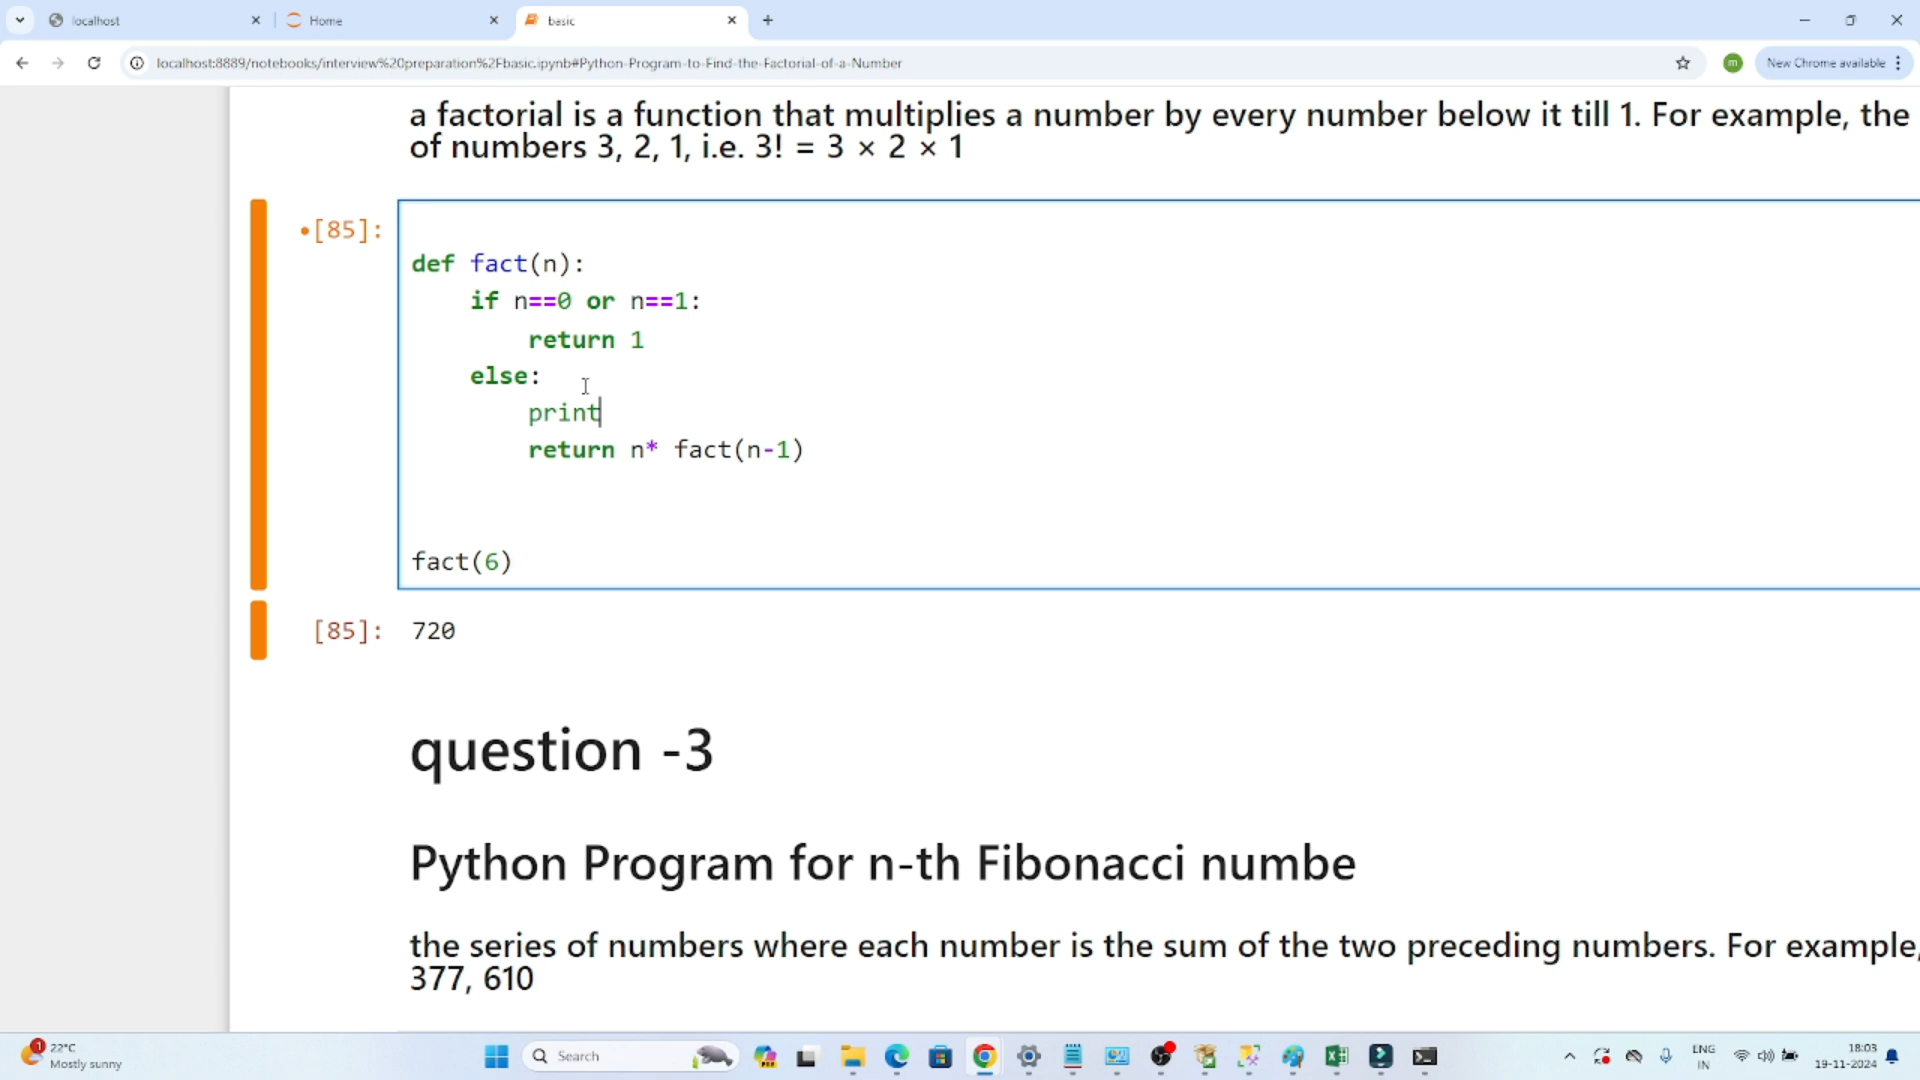 localhost
Home
basic
localhost:8889/notebooks/interview%20preparation%2Fbasic.ipynb#Python-Program-to-Find-the-Factorial-of-a-Number
m
New Chrome available
a factorial is a function that multiplies a number by every number below it till 1. For example, the
of numbers 3, 2, 1, i.e. 3! = 3 × 2 × 1
•[85]:
def fact(n):
    if n==0 or n==1:
        return 1
    else:
        print
        return n* fact(n-1)
fact(6)
[85]: 720
question -3
Python Program for n-th Fibonacci numbe
the series of numbers where each number is the sum of the two preceding numbers. For example,
377, 610
1
22°C
Mostly sunny
Search
ENG
IN
18:03
19-11-2024